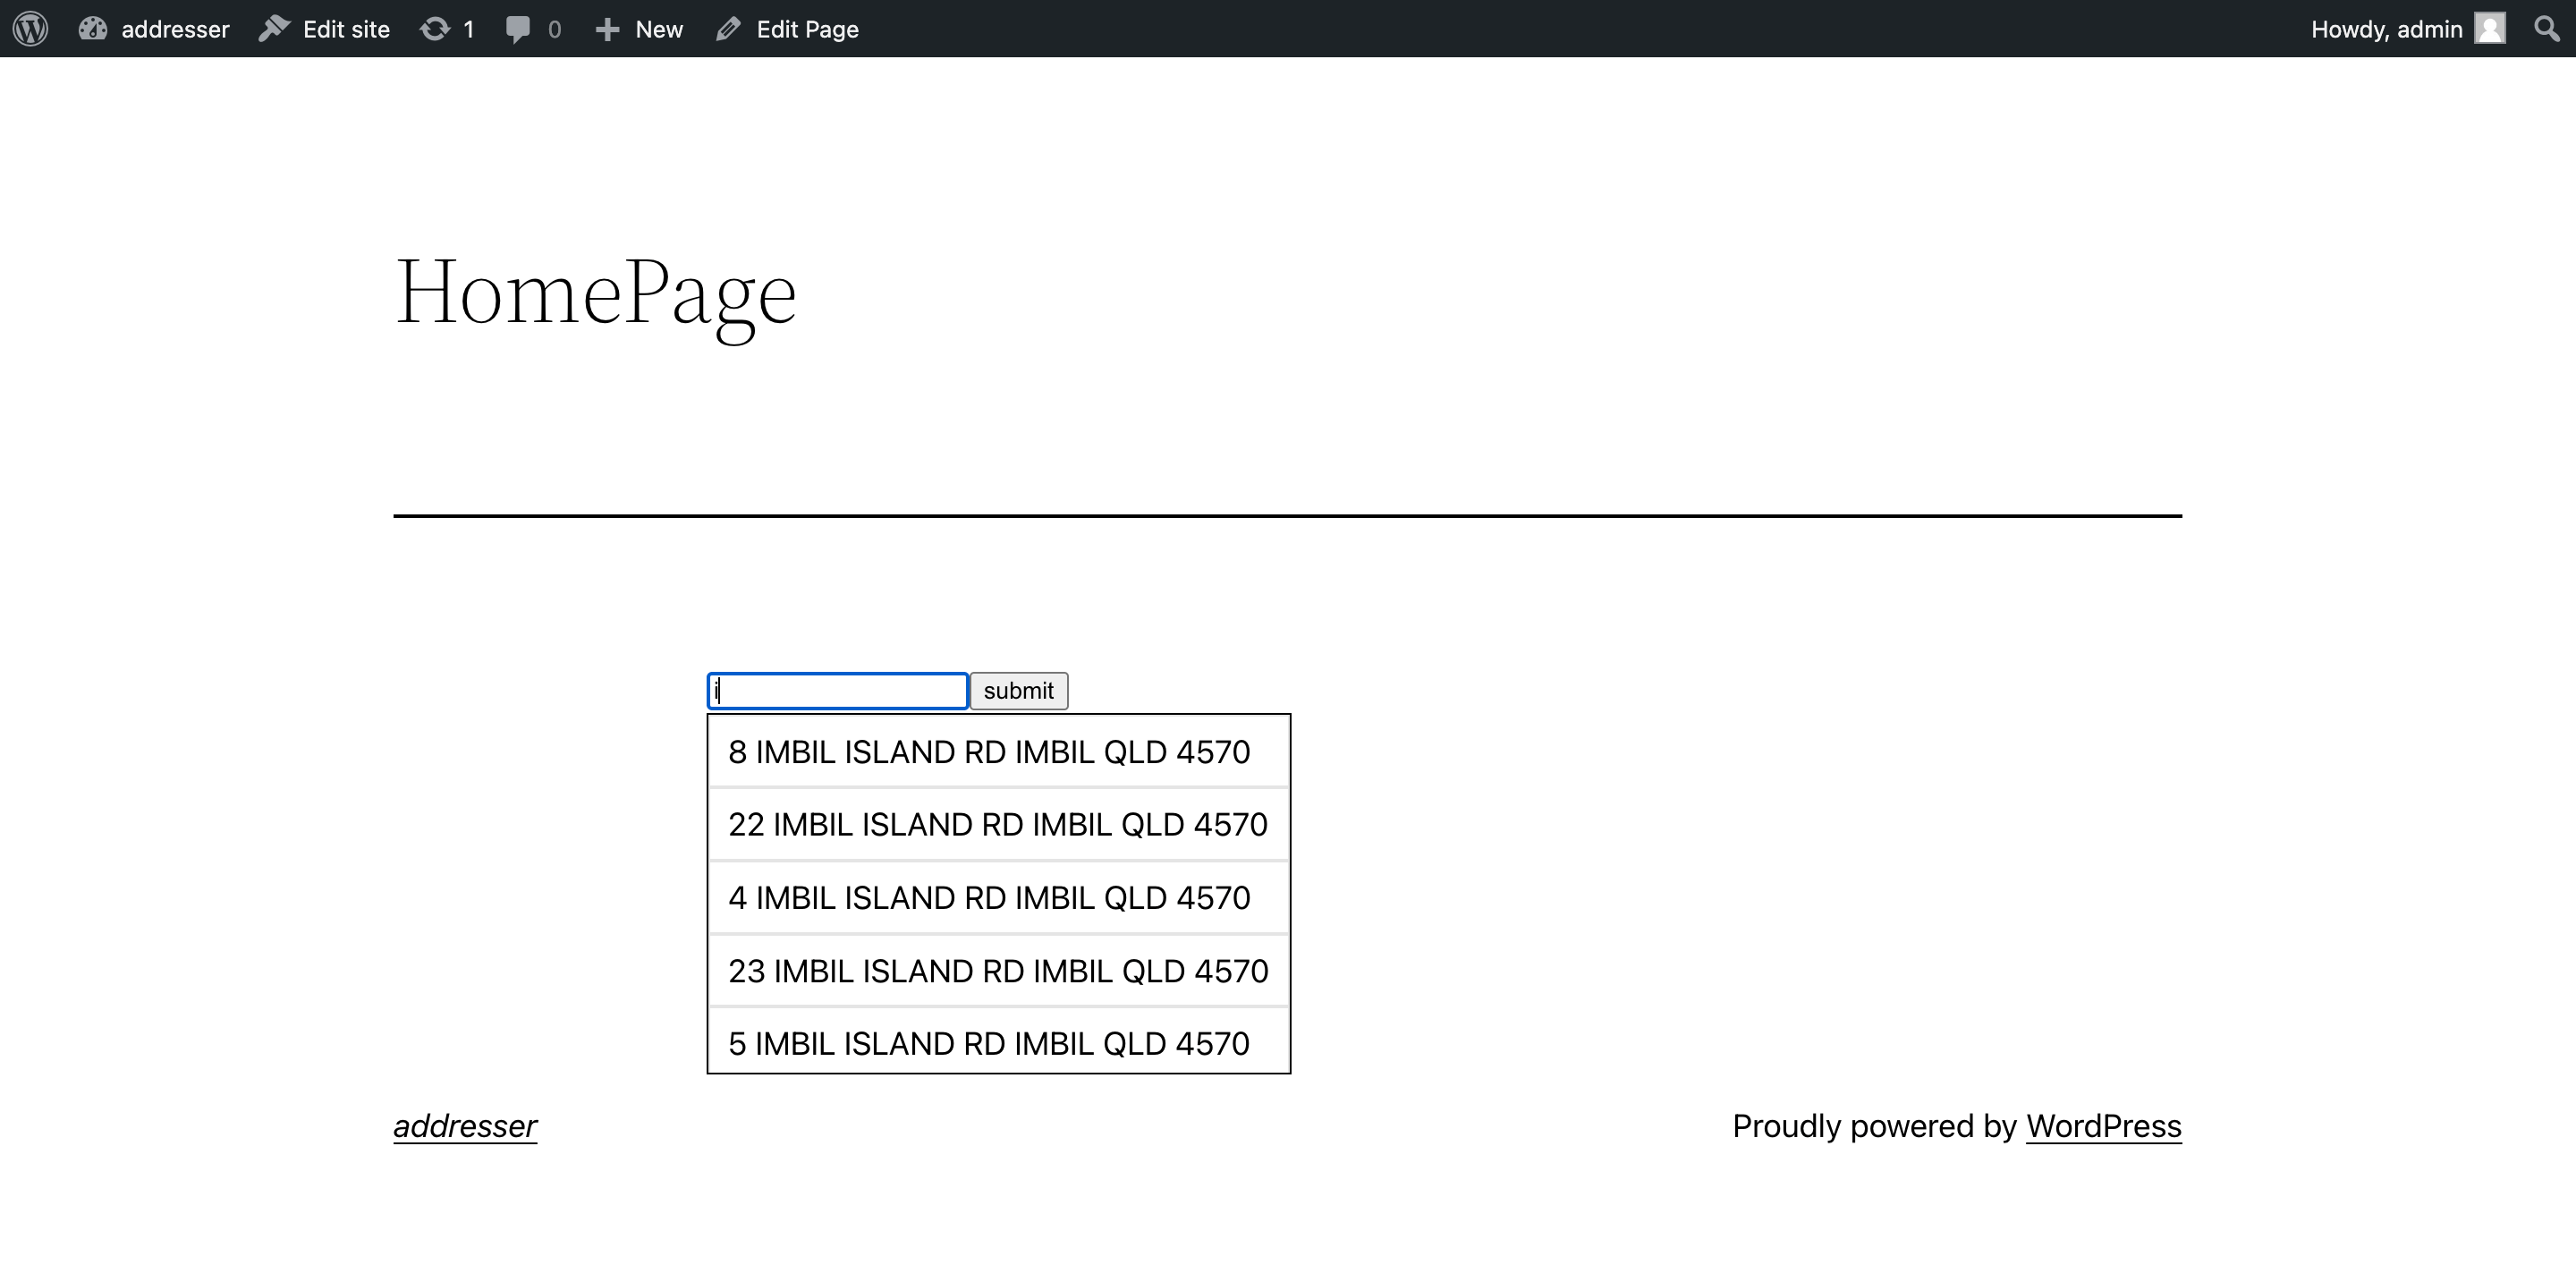 addresser Edit site 1 0 New Edit Page Howdy, admin
HomePage
i submit
8 IMBIL ISLAND RD IMBIL QLD 4570
22 IMBIL ISLAND RD IMBIL QLD 4570
4 IMBIL ISLAND RD IMBIL QLD 4570
23 IMBIL ISLAND RD IMBIL QLD 4570
5 IMBIL ISLAND RD IMBIL QLD 4570
addresser Proudly powered by WordPress